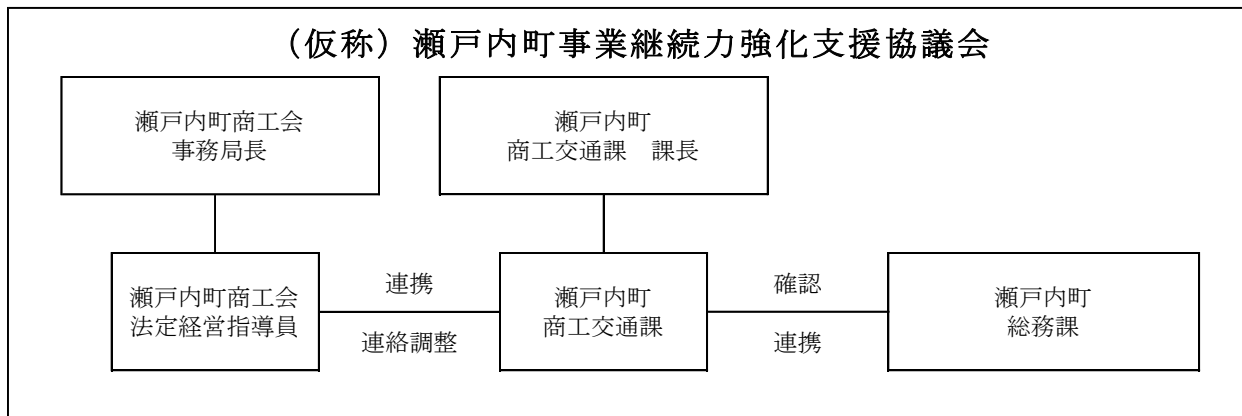 （仮称）瀬戸内町事業継続力強化支援協議会
瀬戸内町商工会
事務局長
瀬戸内町
商工交通課　課長
瀬戸内町商工会
法定経営指導員
連携
連絡調整
瀬戸内町
商工交通課
確認
連携
瀬戸内町
総務課